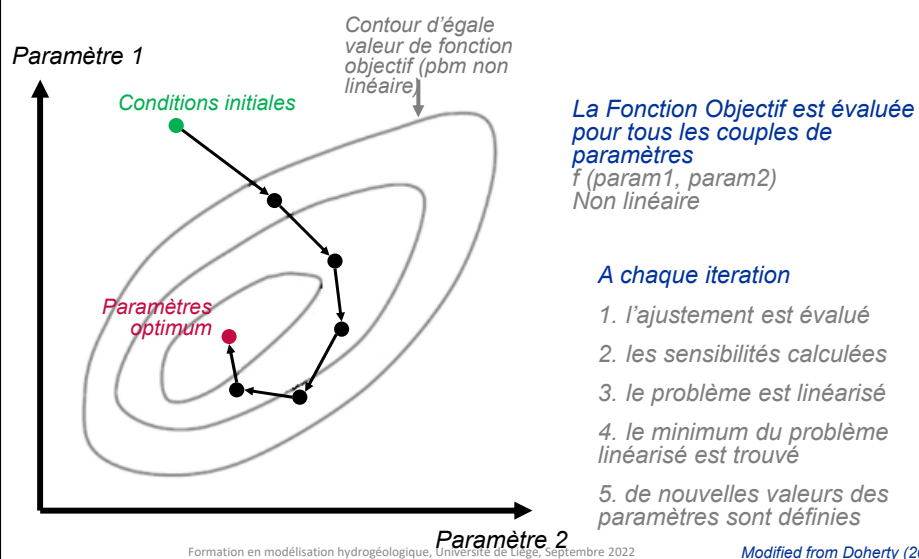 Paramètre 1
Contour d'égale
valeur de fonction
objectif (pbm non
linéaire)
Conditions initiales
Paramètres
optimum
Paramètre 2
La Fonction Objectif est évaluée
pour tous les couples de
paramètres
f (param1, param2)
Non linéaire
A chaque iteration
1. l'ajustement est évalué
2. les sensibilités calculées
3. le problème est linéarisé
4. le minimum du problème
linéarisé est trouvé
5. de nouvelles valeurs des
paramètres sont définies
Formation en modélisation hydrogéologique, Université de Liège, Septembre 2022
Modified from Doherty